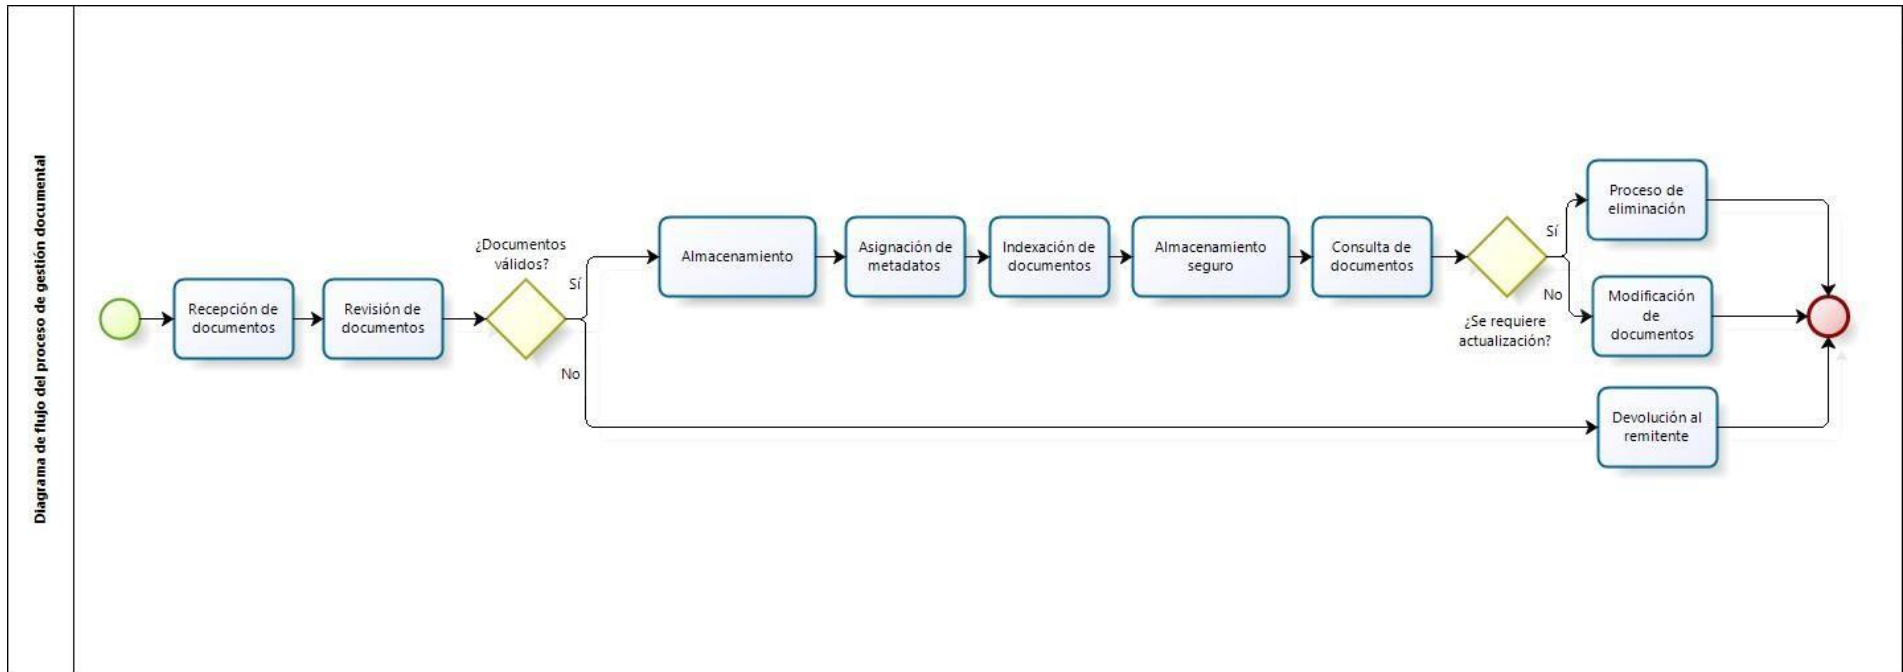 Diagrama de flujo del proceso de gestión documental
Recepción de
documentos
Revisión de
documentos
¿Documentos
válidos?
Sí
No
Almacenamiento
Asignación de
metadatos
Indexación de
documentos
Almacenamiento
seguro
Consulta de
documentos
¿Se requiere
actualización?
Sí
No
Proceso de
eliminación
Modificación
de
documentos
Devolución al
remitente